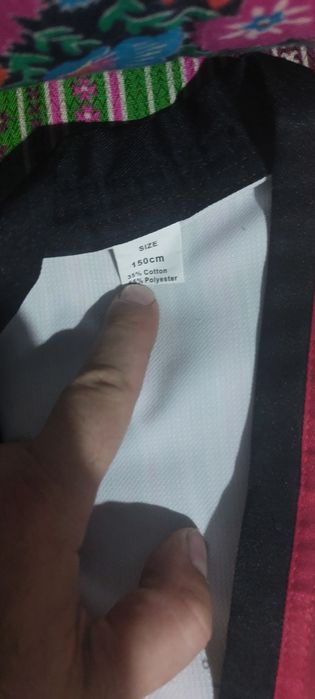 SIZE
150cm
35% Cotton
% Polyester